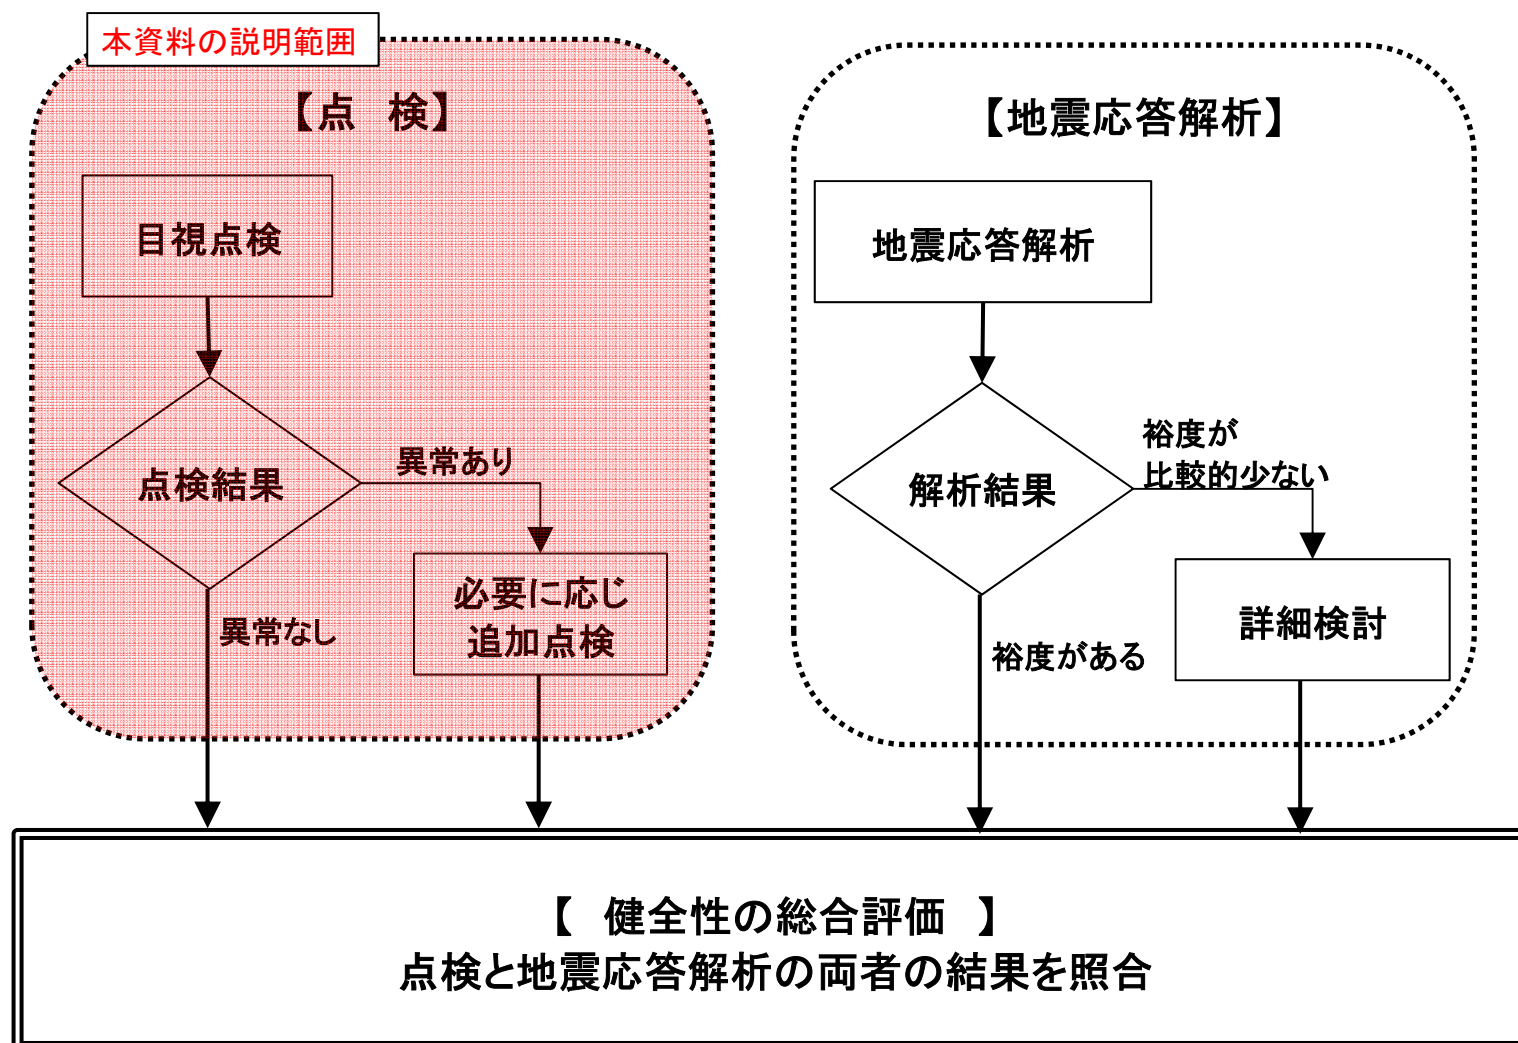 本資料の説明範囲
【点　検】
目視点検
点検結果
異常あり
必要に応じ
追加点検
異常なし
【地震応答解析】
地震応答解析
解析結果
裕度が
比較的少ない
詳細検討
裕度がある
【　健全性の総合評価　】
点検と地震応答解析の両者の結果を照合